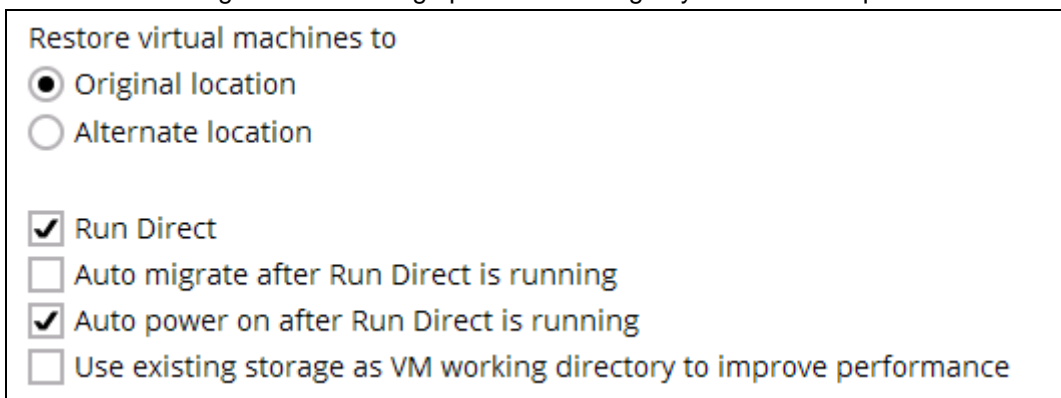 Restore virtual machines to
Original location
Alternate location
Run Direct
Auto migrate after Run Direct is running
Auto power on after Run Direct is running
Use existing storage as VM working directory to improve performance